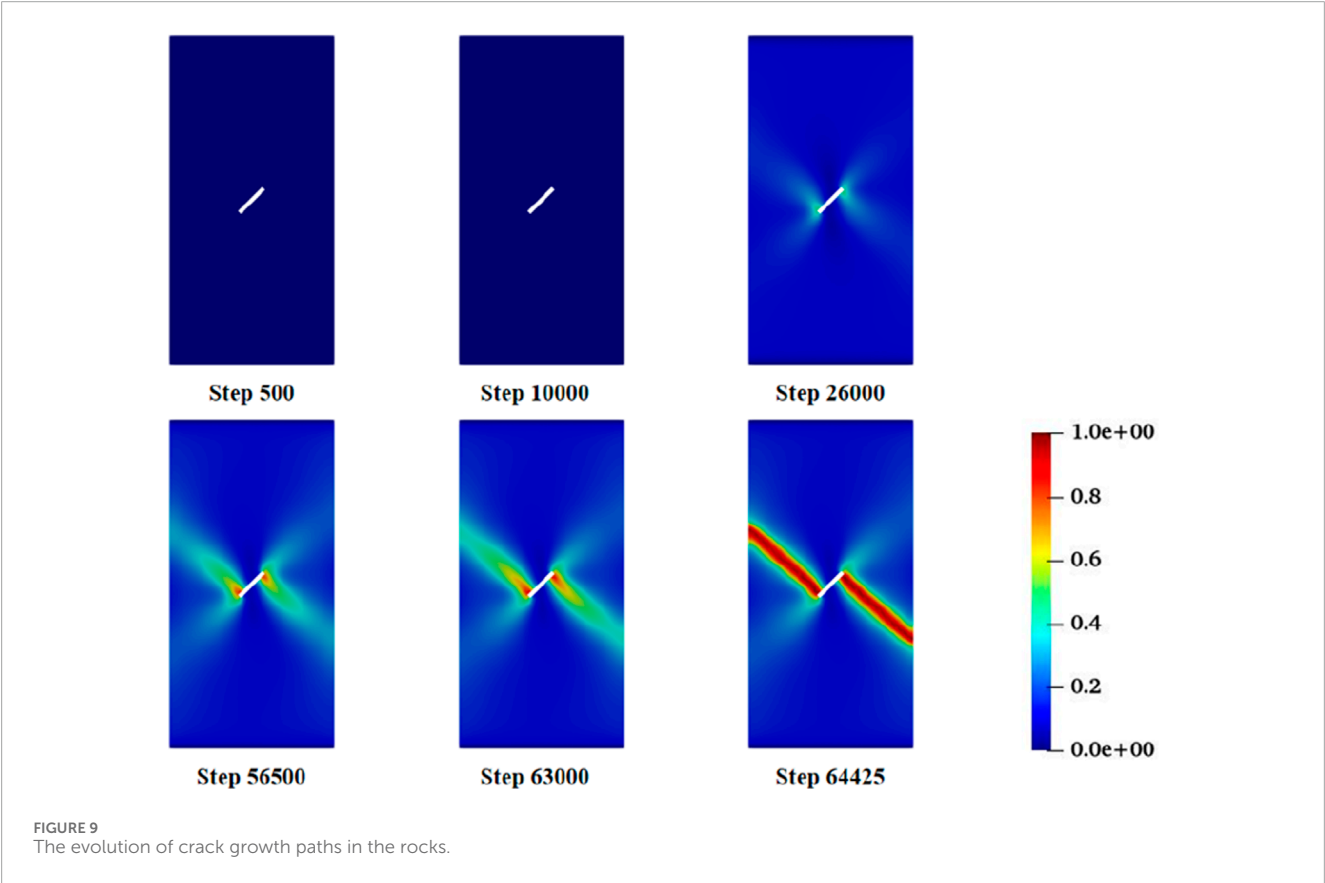 Step 500
Step 10000
Step 26000
1.0e+00
0.8
0.6
0.4
0.2
0.0e+00
Step 56500
Step 63000
Step 64425
FIGURE 9
The evolution of crack growth paths in the rocks.